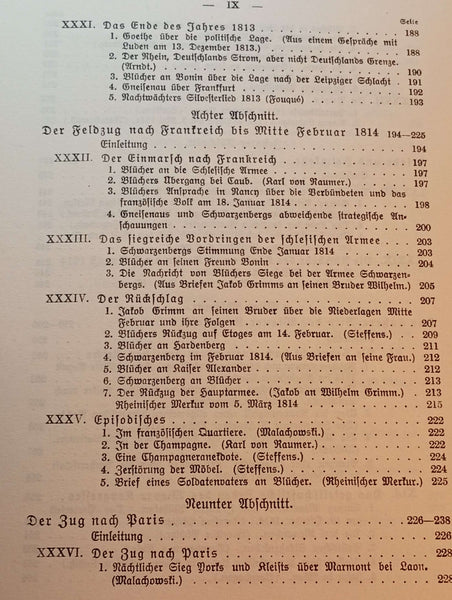 — IX —
Seite
XXXI. Das Ende des Jahres 1813 . . . . . . . . . . . . 188
1. Goethe über die politische Lage. (Aus einem Gespräche mit
Luden am 13. Dezember 1813.) . . . . . . . . . . . 188
2. Der Rhein, Deutschlands Strom, aber nicht Deutschlands Grenze.
(Arndt.) . . . . . . . . . . . . . . . . . . 190
3. Blücher an Bonin über die Lage nach der Leipziger Schlacht . 191
4. Gneisenau über Frankfurt . . . . . . . . . . . . 192
5. Nachtwächters Silvesterlied 1813 (Fouqué) . . . . . . . 193
Achter Abschnitt.
Der Feldzug nach Frankreich bis Mitte Februar 1814 194—225
Einleitung . . . . . . . . . . . . . . . . . . 194
XXXII. Der Einmarsch nach Frankreich . . . . . . . . . . 197
1. Blücher an die Schlesische Armee . . . . . . . . . . 197
2. Blüchers Übergang bei Caub. (Karl von Raumer.) . . . . 197
3. Blüchers Ansprache in Nancy über die Verbündeten und das
französische Volk am 18. Januar 1814 . . . . . . . . 198
4. Gneisenaus und Schwarzenbergs abweichende strategische An-
schauungen . . . . . . . . . . . . . . . . . 200
XXXIII. Das siegreiche Vordringen der schlesischen Armee . . . 203
1. Schwarzenbergs Stimmung Ende Januar 1814 . . . . . . 203
2. Blücher an seinen Freund Bonin . . . . . . . . . . 204
3. Die Nachricht von Blüchers Siege bei der Armee Schwarzen-
bergs. (Aus Briefen Jakob Grimms an seinen Bruder Wilhelm.) 205
XXXIV. Der Rückschlag . . . . . . . . . . . . . . . . 207
1. Jakob Grimm an seinen Bruder über die Niederlagen Mitte
Februar und ihre Folgen . . . . . . . . . . . . . 207
2. Blüchers Rückzug auf Etoges am 14. Februar. (Steffens.) . . 209
3. Blücher an Hardenberg . . . . . . . . . . . . . 211
4. Schwarzenberg im Februar 1814. (Aus Briefen an seine Frau.) 212
5. Blücher an Kaiser Alexander . . . . . . . . . . . 212
6. Schwarzenberg an Blücher . . . . . . . . . . . . 213
7. Der Rückzug der Hauptarmee. (Jakob an Wilhelm Grimm.) . 213
Rheinischer Merkur vom 5. März 1814 . . . . . . . . 215
XXXV. Episodisches . . . . . . . . . . . . . . . . . 222
1. Im französischen Quartiere. (Malachowski.) . . . . . . 222
2. In der Champagne. (Karl von Raumer.) . . . . . . . 222
3. Eine Champagneranekdote. (Steffens.) . . . . . . . . 224
4. Zerstörung der Möbel. (Steffens.) . . . . . . . . . 224
5. Brief eines Soldatenvaters an Blücher. (Rheinischer Merkur.) 225
Neunter Abschnitt.
Der Zug nach Paris . . . . . . . . . . . . . . . 226—238
Einleitung . . . . . . . . . . . . . . . . . . 226
XXXVI. Der Zug nach Paris . . . . . . . . . . . . . . 228
1. Nächtlicher Sieg Yorks und Kleists über Marmont bei Laon.
(Malachowski.) . . . . . . . . . . . . . . . . 228